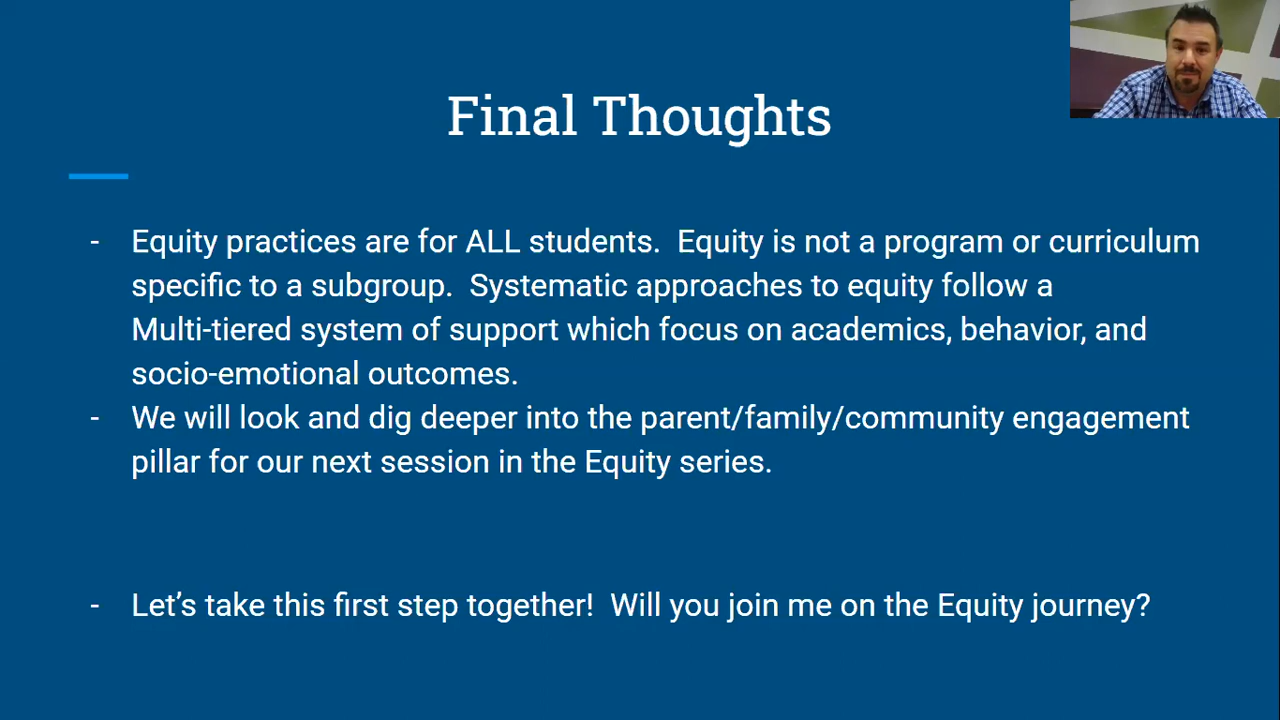 Final Thoughts
- Equity practices are for ALL students.  Equity is not a program or curriculum
specific to a subgroup.  Systematic approaches to equity follow a
Multi-tiered system of support which focus on academics, behavior, and
socio-emotional outcomes.
- We will look and dig deeper into the parent/family/community engagement
pillar for our next session in the Equity series.
- Let’s take this first step together!  Will you join me on the Equity journey?